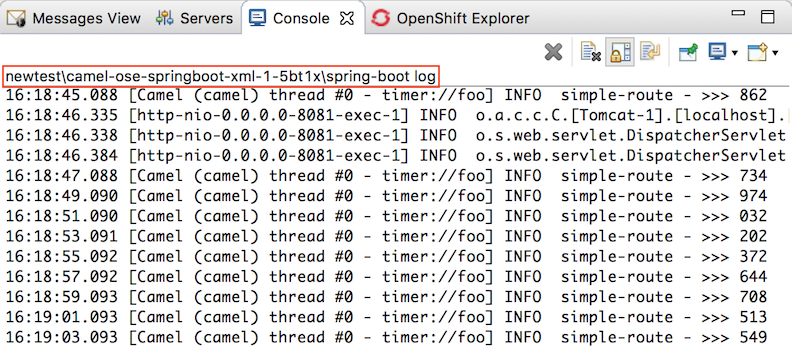 Messages View Servers Console OpenShift Explorer
newtest\camel-ose-springboot-xml-1-5bt1x\spring-boot log
16:18:45.088 [Camel (camel) thread #0 - timer://foo] INFO  simple-route - >>> 862
16:18:46.335 [http-nio-0.0.0.0-8081-exec-1] INFO  o.a.c.c.C.[Tomcat-1].[localhost].[
16:18:46.338 [http-nio-0.0.0.0-8081-exec-1] INFO  o.s.web.servlet.DispatcherServlet
16:18:46.384 [http-nio-0.0.0.0-8081-exec-1] INFO  o.s.web.servlet.DispatcherServlet
16:18:47.088 [Camel (camel) thread #0 - timer://foo] INFO  simple-route - >>> 734
16:18:49.090 [Camel (camel) thread #0 - timer://foo] INFO  simple-route - >>> 974
16:18:51.090 [Camel (camel) thread #0 - timer://foo] INFO  simple-route - >>> 032
16:18:53.091 [Camel (camel) thread #0 - timer://foo] INFO  simple-route - >>> 202
16:18:55.092 [Camel (camel) thread #0 - timer://foo] INFO  simple-route - >>> 372
16:18:57.092 [Camel (camel) thread #0 - timer://foo] INFO  simple-route - >>> 644
16:18:59.093 [Camel (camel) thread #0 - timer://foo] INFO  simple-route - >>> 708
16:19:01.093 [Camel (camel) thread #0 - timer://foo] INFO  simple-route - >>> 513
16:19:03.093 [Camel (camel) thread #0 - timer://foo] INFO  simple-route - >>> 549